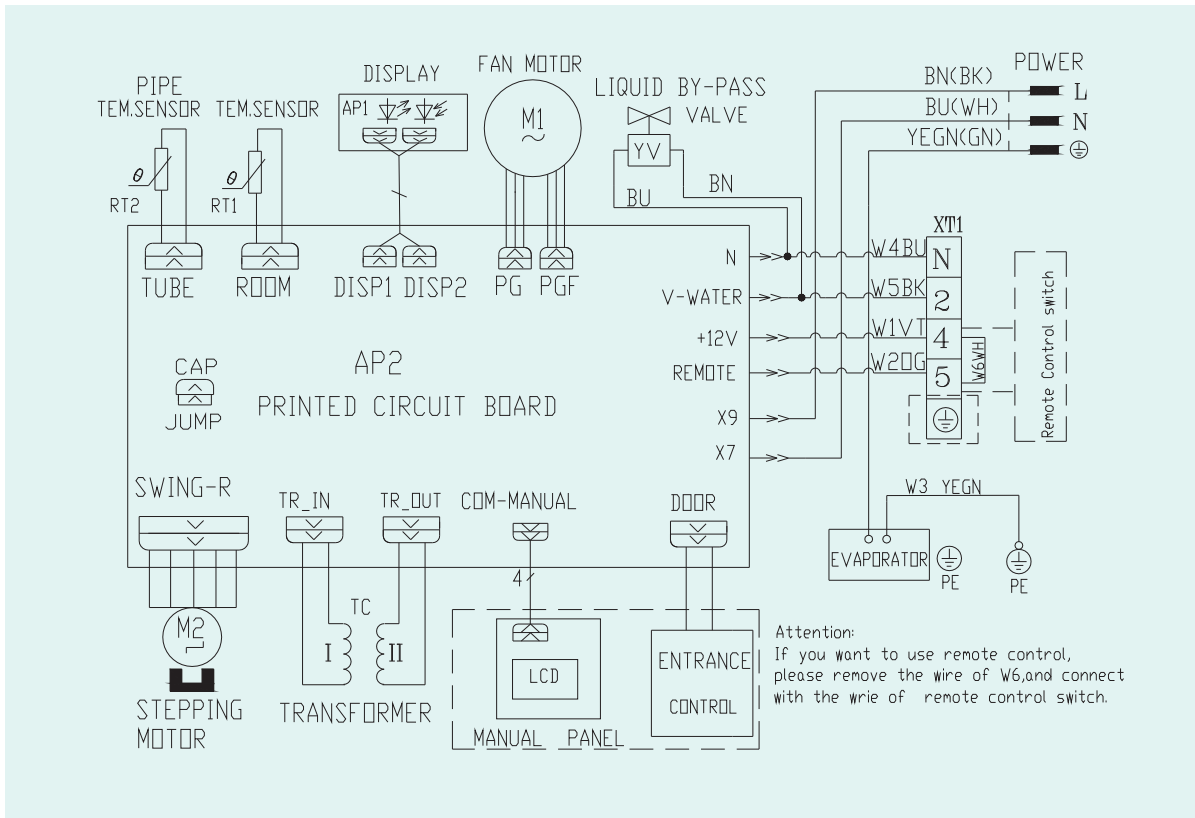 PIPE
TEM.SENSOR
TEM.SENSOR
DISPLAY
FAN MOTOR
LIQUID BY-PASS
VALVE
POWER
BN(BK)
L
BU(WH)
N
YEGN(GN)
AP1
M1
~
YV
BU
BN
θ
RT2
θ
RT1
XT1
TUBE
ROOM
DISP1
DISP2
PG
PGF
N
W4BU
N
V-WATER
W5BK
2
+12V
W1VT
4
REMOTE
W2OG
5
W6WH
Remote Control switch
X9
X7
CAP
JUMP
AP2
PRINTED CIRCUIT BOARD
SWING-R
TR_IN
TR_OUT
COM-MANUAL
DOOR
W3 YEGN
EVAPORATOR
PE
PE
4
TC
M2
I
II
LCD
ENTRANCE
CONTROL
STEPPING
MOTOR
TRANSFORMER
MANUAL PANEL
Attention:
If you want to use remote control,
please remove the wire of W6,and connect
with the wrie of remote control switch.